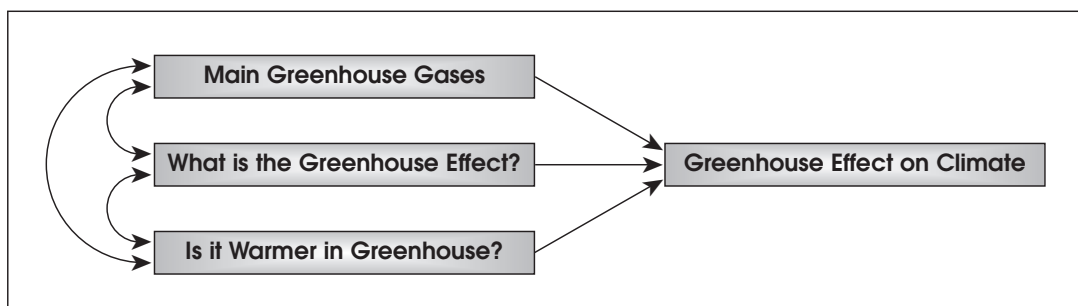 Main Greenhouse Gases
What is the Greenhouse Effect?
Greenhouse Effect on Climate
Is it Warmer in Greenhouse?